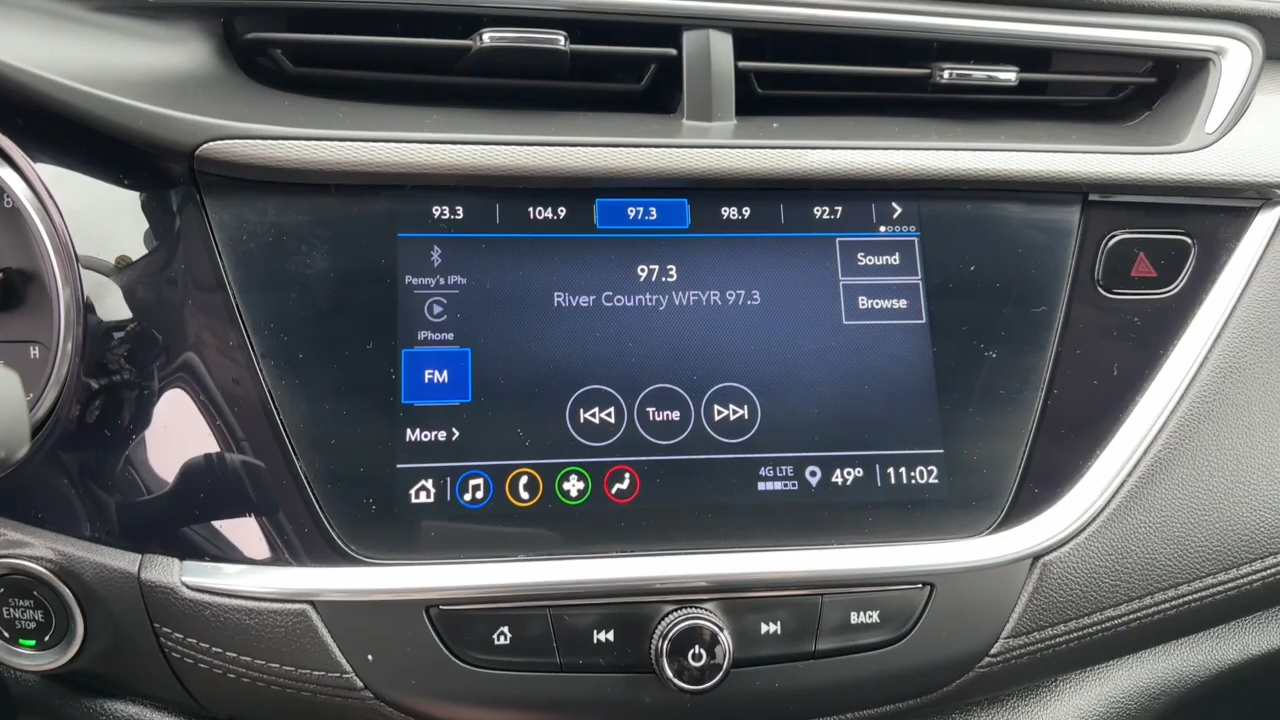 93.3 | 104.9 97.3 98.9 | 92.7 |
Penny's iPh
97.3
Sound
River Country WFYR 97.3
Browse
iPhone
8
H
FM
Tune
More
4G LTE
49° | 11:02
START
ENGINE
STOP
BACK